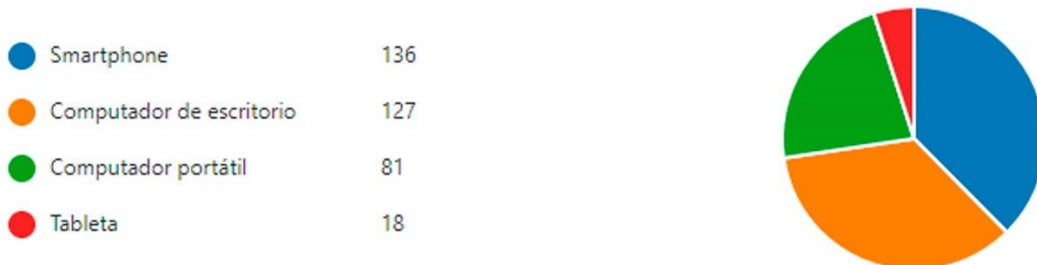 Smartphone 136
Computador de escritorio 127
Computador portátil 81
Tableta 18